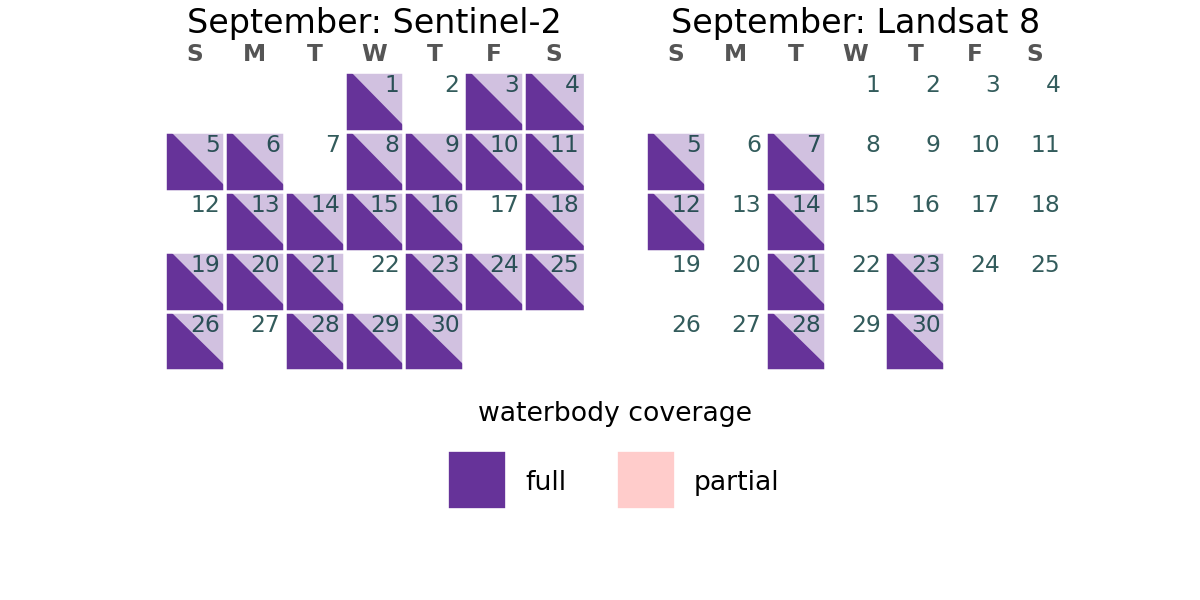 September: Sentinel-2
S M T W T F S
1 2 3 4
5 6 7 8 9 10 11
12 13 14 15 16 17 18
19 20 21 22 23 24 25
26 27 28 29 30
September: Landsat 8
S M T W T F S
1 2 3 4
5 6 7 8 9 10 11
12 13 14 15 16 17 18
19 20 21 22 23 24 25
26 27 28 29 30
waterbody coverage
full
partial